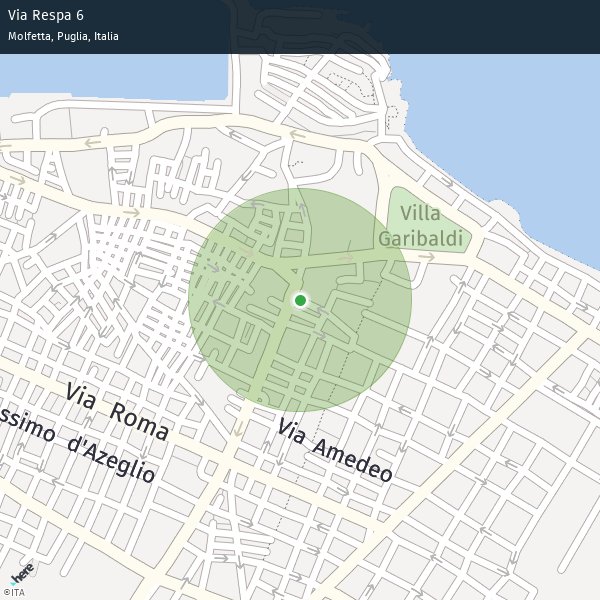 Via Respa 6
Molfetta, Puglia, Italia
Villa
Garibaldi
Via Roma
ssimo d'Azeglio
Via Amedeo
here
©ITA